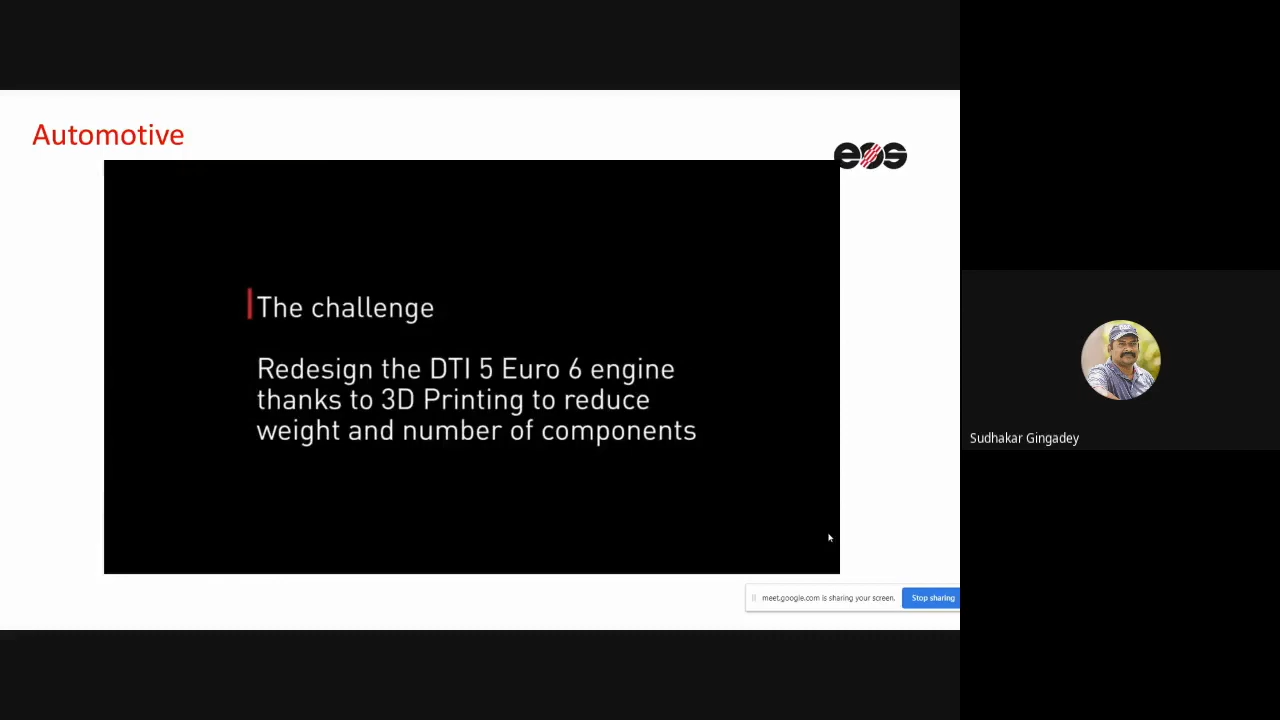 Automotive
eos
The challenge
Redesign the DTI 5 Euro 6 engine
thanks to 3D Printing to reduce
weight and number of components
meet.google.com is sharing your screen.
Stop sharing
Sudhakar Gingadey